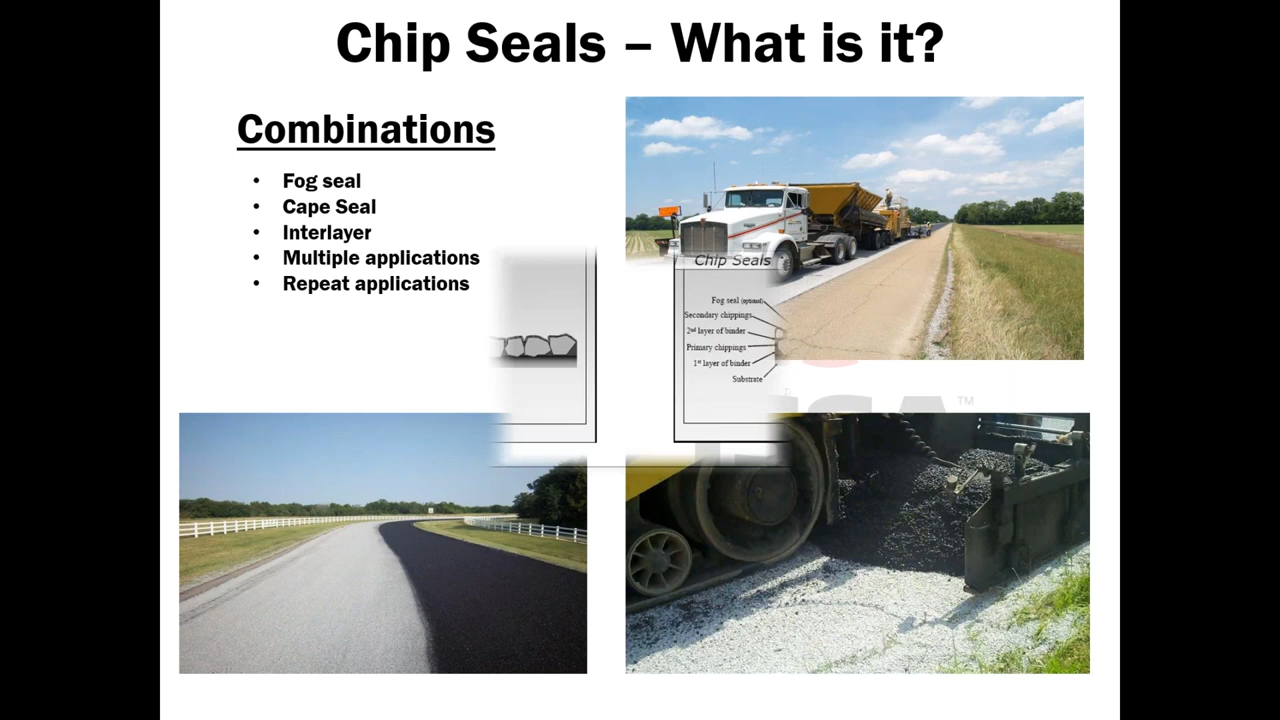 Chip Seals – What is it?
Combinations
• Fog seal
• Cape Seal
• Interlayer
• Multiple applications
• Repeat applications
Chip Seals
Fog seal (optional)
Secondary chippings
2nd layer of binder
Primary chippings
1st layer of binder
Substrate
TM